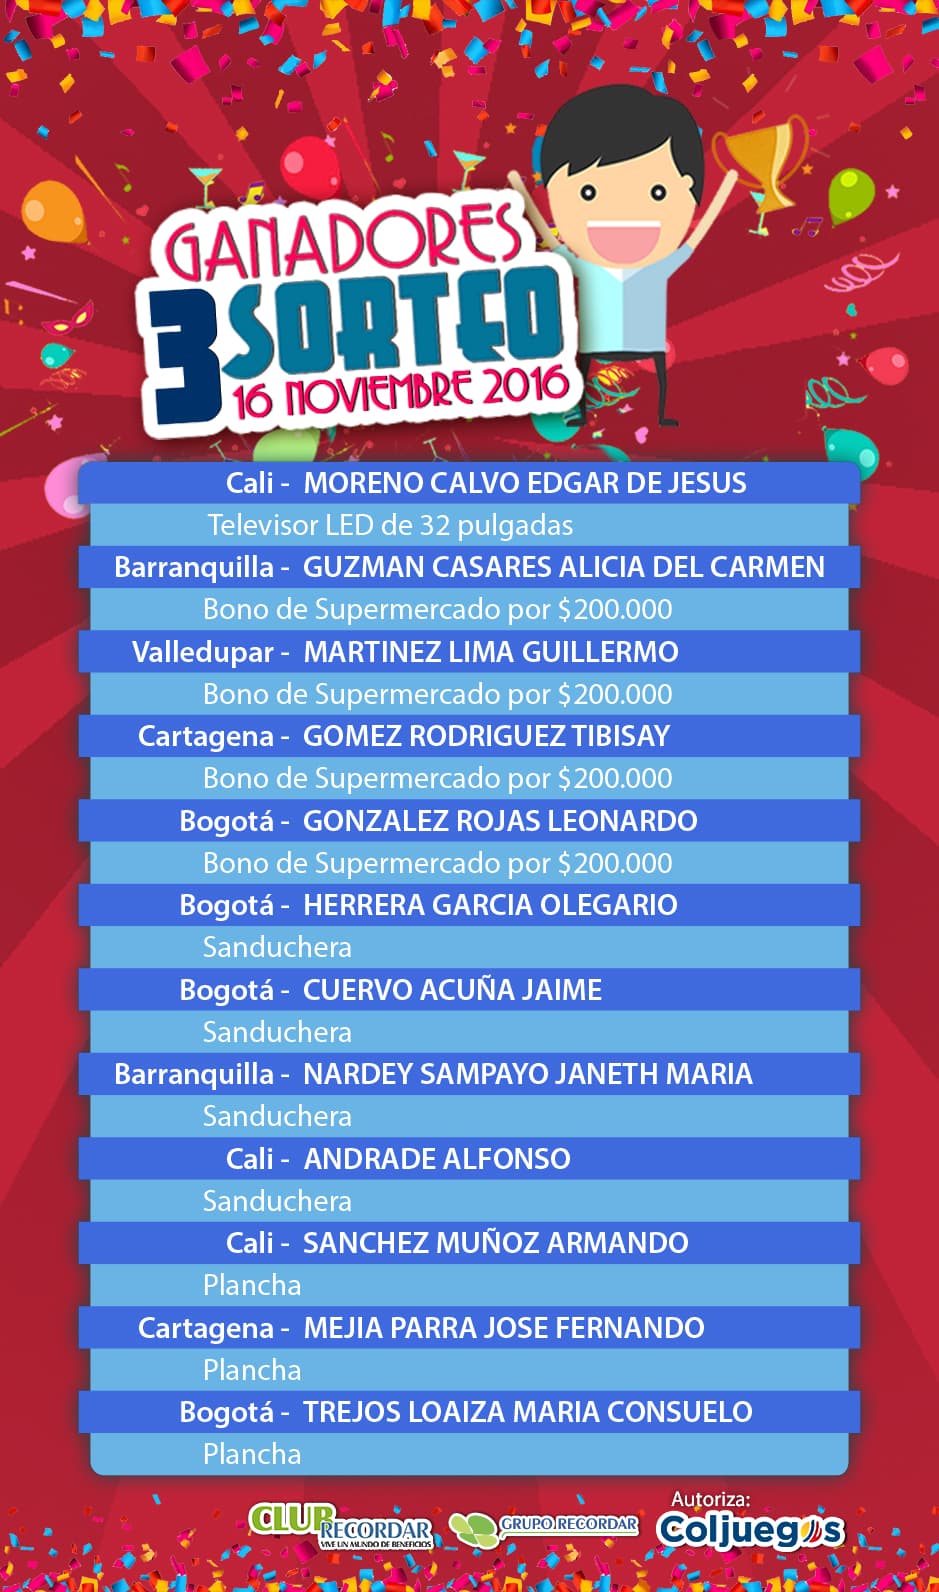 GANADORES
3 SORTEO
16 NOVIEMBRE 2016
Cali - MORENO CALVO EDGAR DE JESUS
Televisor LED de 32 pulgadas
Barranquilla - GUZMAN CASARES ALICIA DEL CARMEN
Bono de Supermercado por $200.000
Valledupar - MARTINEZ LIMA GUILLERMO
Bono de Supermercado por $200.000
Cartagena - GOMEZ RODRIGUEZ TIBISAY
Bono de Supermercado por $200.000
Bogotá - GONZALEZ ROJAS LEONARDO
Bono de Supermercado por $200.000
Bogotá - HERRERA GARCIA OLEGARIO
Sanduchera
Bogotá - CUERVO ACUÑA JAIME
Sanduchera
Barranquilla - NARDEY SAMPAYO JANETH MARIA
Sanduchera
Cali - ANDRADE ALFONSO
Sanduchera
Cali - SANCHEZ MUÑOZ ARMANDO
Plancha
Cartagena - MEJIA PARRA JOSE FERNANDO
Plancha
Bogotá - TREJOS LOAIZA MARIA CONSUELO
Plancha
CLUB
RECORDAR
VIVE UN MUNDO DE BENEFICIOS
GRUPO RECORDAR
Autoriza:
Coljuegos